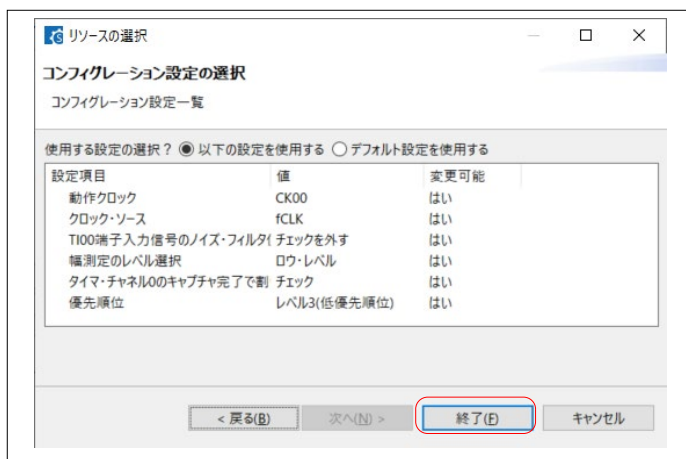 リソースの選択
コンフィグレーション設定の選択
コンフィグレーション設定一覧
使用する設定の選択？ 以下の設定を使用する デフォルト設定を使用する
設定項目 値 変更可能
動作クロック CK00 はい
クロック・ソース fCLK はい
TI00端子入力信号のノイズ・フィルタ( チェックを外す はい
幅測定のレベル選択 ロウ・レベル はい
タイマ・チャネル0のキャプチャ完了で割 チェック はい
優先順位 レベル3(低優先順位) はい
< 戻る(B) 次へ(N) > 終了(F) キャンセル